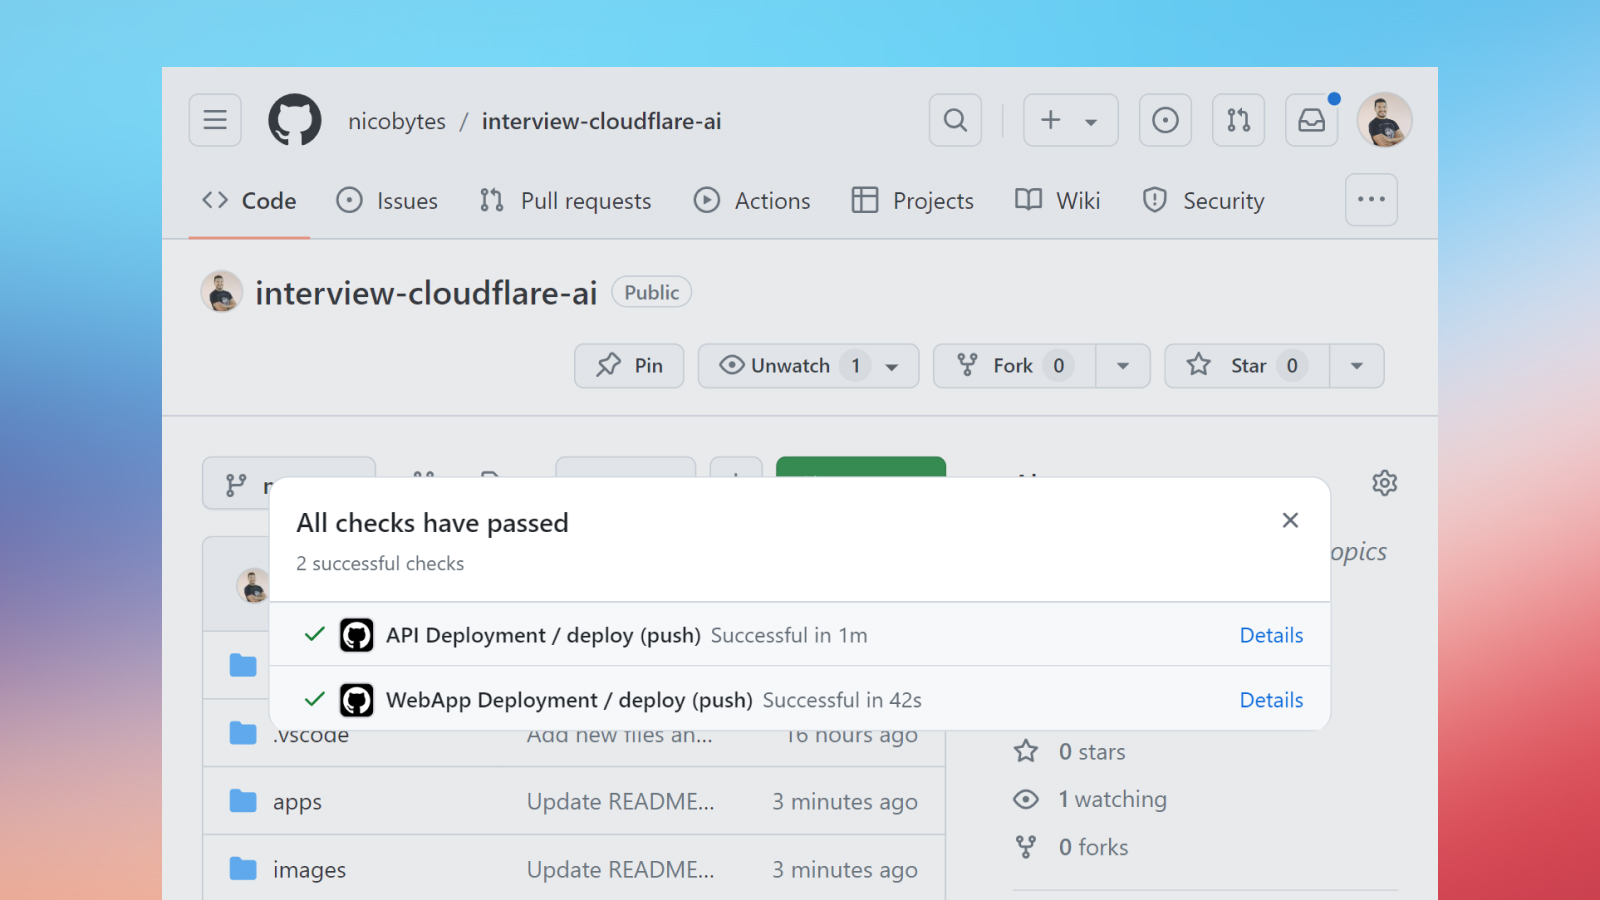 nicobytes / interview-cloudflare-ai
Code Issues Pull requests Actions Projects Wiki Security
interview-cloudflare-ai Public
Pin Unwatch 1 Fork 0 Star 0
All checks have passed
2 successful checks
opics
API Deployment / deploy (push) Successful in 1m Details
WebApp Deployment / deploy (push) Successful in 42s Details
.vscode Add new files an... 16 hours ago
0 stars
apps Update README... 3 minutes ago
1 watching
0 forks
images Update README... 3 minutes ago